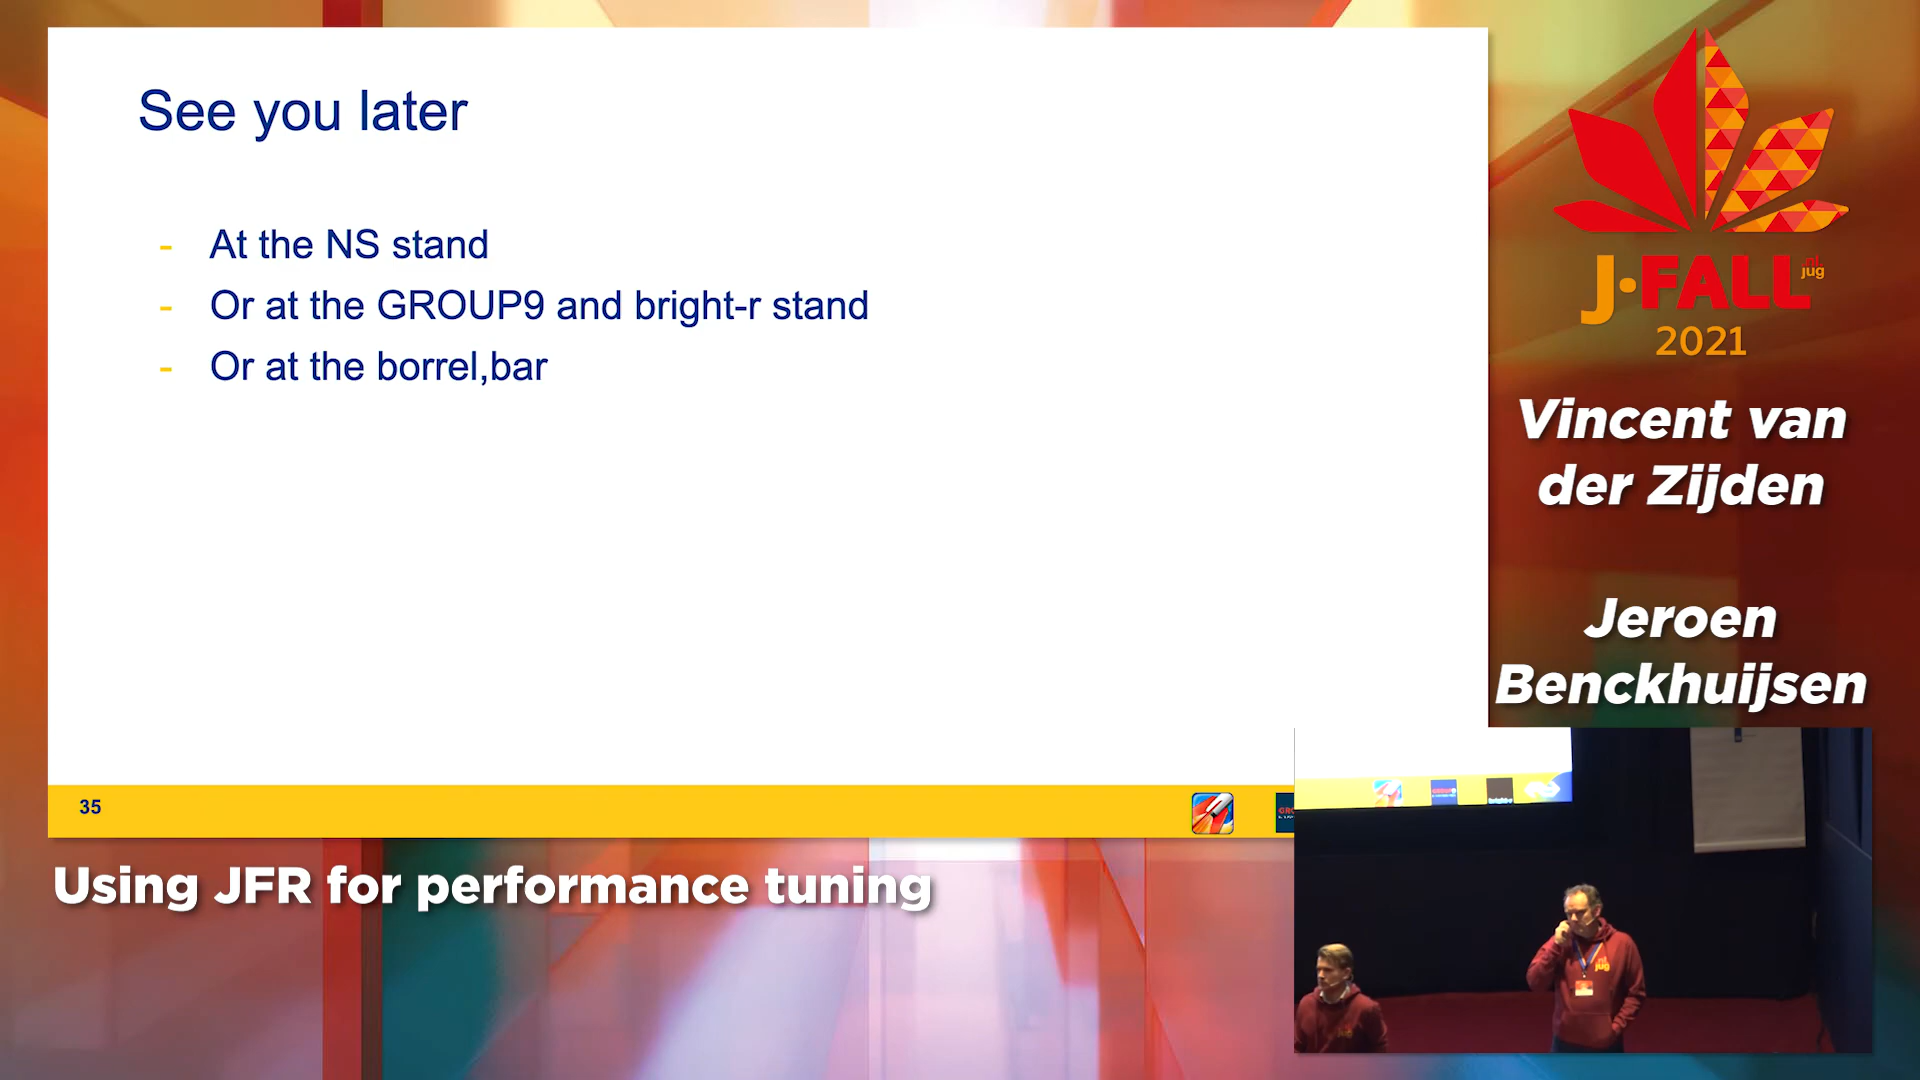 See you later
- At the NS stand
- Or at the GROUP9 and bright-r stand
- Or at the borrel,bar
35
Using JFR for performance tuning
J·FALL
nl
jug
2021
Vincent van
der Zijden
Jeroen
Benckhuijsen
jug